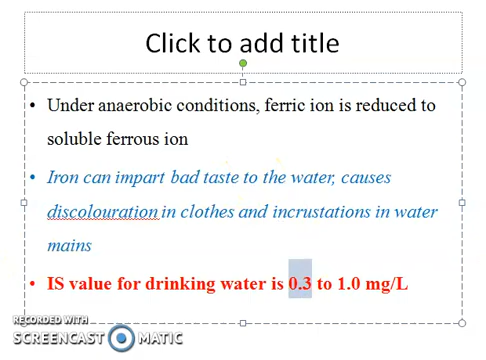 Click to add title
• Under anaerobic conditions, ferric ion is reduced to
soluble ferrous ion
• Iron can impart bad taste to the water, causes
discolouration in clothes and incrustations in water
mains
• IS value for drinking water is 0.3 to 1.0 mg/L
RECORDED WITH
SCREENCAST MATIC